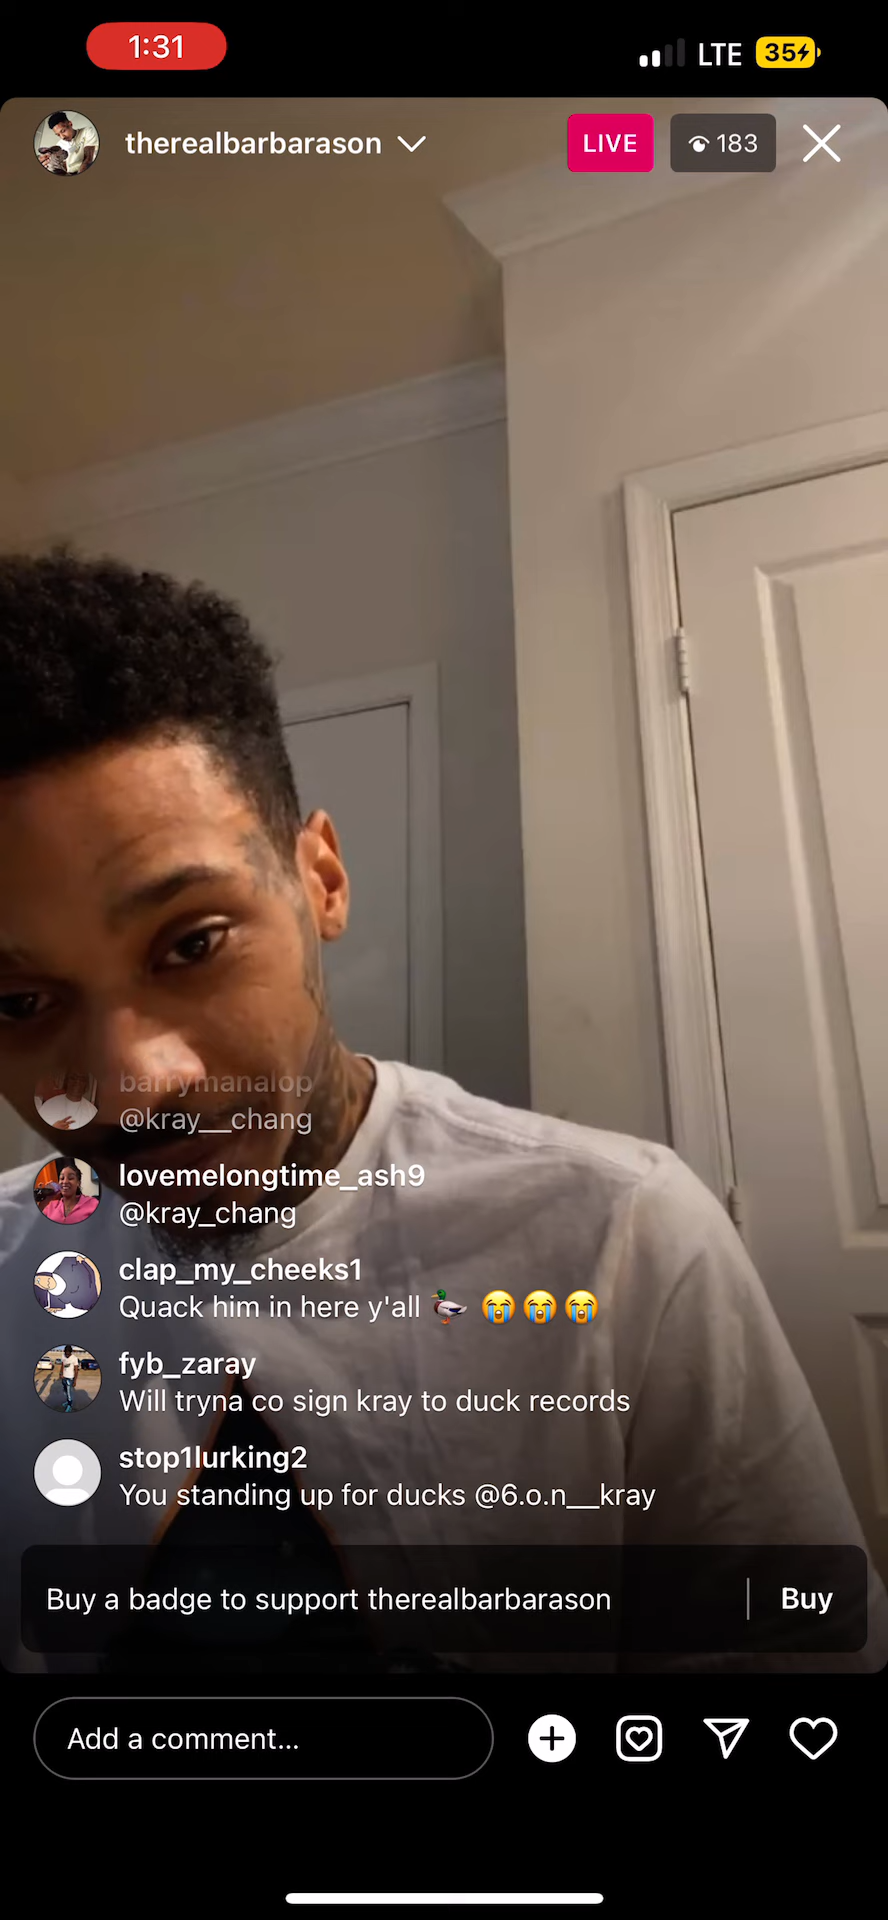 1:31
LTE
35
therealbarbarason
LIVE
183
barrymanalop
@kray__chang
lovemelongtime_ash9
@kray_chang
clap_my_cheeks1
Quack him in here y'all 🦆 😭😭😭
fyb_zaray
Will tryna co sign kray to duck records
stop1lurking2
You standing up for ducks @6.o.n__kray
Buy a badge to support therealbarbarason
Buy
Add a comment...